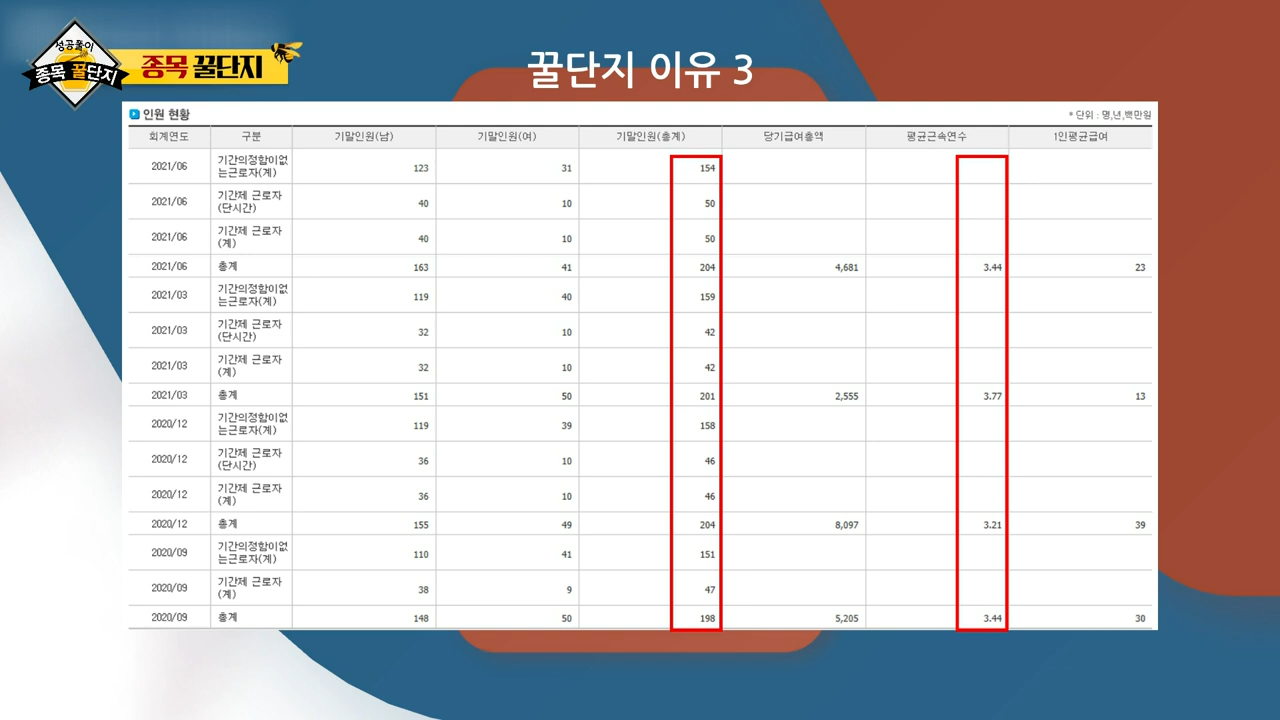 성공풀이
종목 꿀단지
종목 꿀단지
꿀단지 이유 3
인원 현황
* 단위 : 명,년,백만원
회계연도 구분 기말인원(남) 기말인원(여) 기말인원(총계) 당기급여총액 평균근속연수 1인평균급여
2021/06 기간의정함이없
는근로자(계) 123 31 154
2021/06 기간제 근로자
(단시간) 40 10 50
2021/06 기간제 근로자
(계) 40 10 50
2021/06 총계 163 41 204 4,681 3.44 23
2021/03 기간의정함이없
는근로자(계) 119 40 159
2021/03 기간제 근로자
(단시간) 32 10 42
2021/03 기간제 근로자
(계) 32 10 42
2021/03 총계 151 50 201 2,555 3.77 13
2020/12 기간의정함이없
는근로자(계) 119 39 158
2020/12 기간제 근로자
(단시간) 36 10 46
2020/12 기간제 근로자
(계) 36 10 46
2020/12 총계 155 49 204 8,097 3.21 39
2020/09 기간의정함이없
는근로자(계) 110 41 151
2020/09 기간제 근로자
(계) 38 9 47
2020/09 총계 148 50 198 5,205 3.44 30